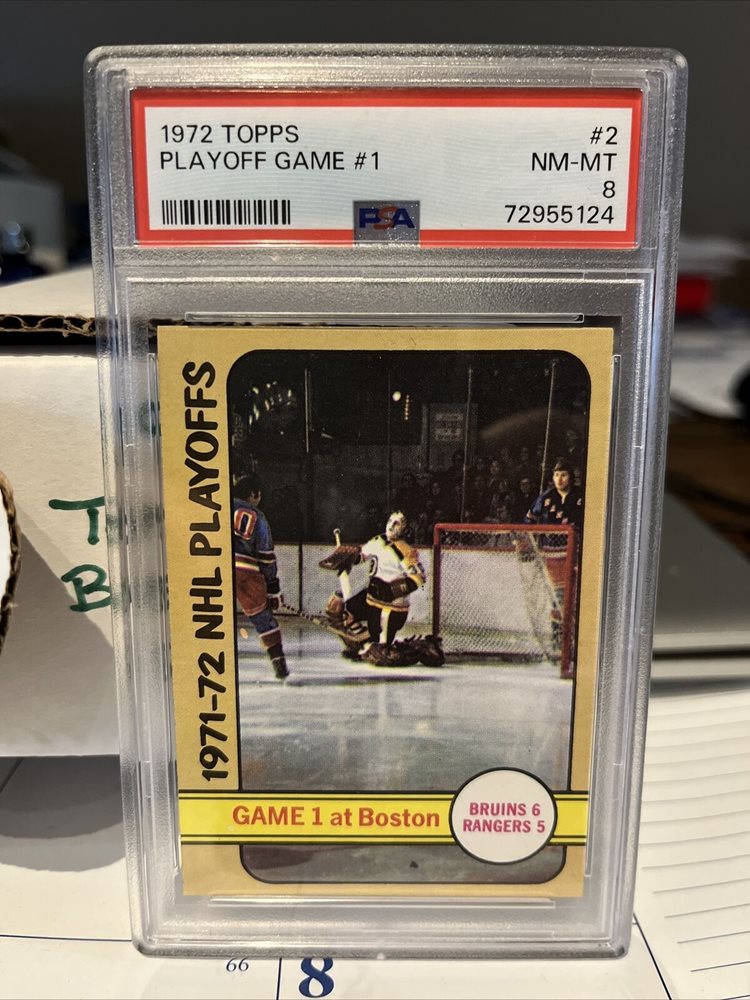 1972 TOPPS #2
PLAYOFF GAME #1 NM-MT
8
PSA 72955124
1971-72 NHL PLAYOFFS
0
GAME 1 at Boston
BRUINS 6
RANGERS 5
T
B
66 8